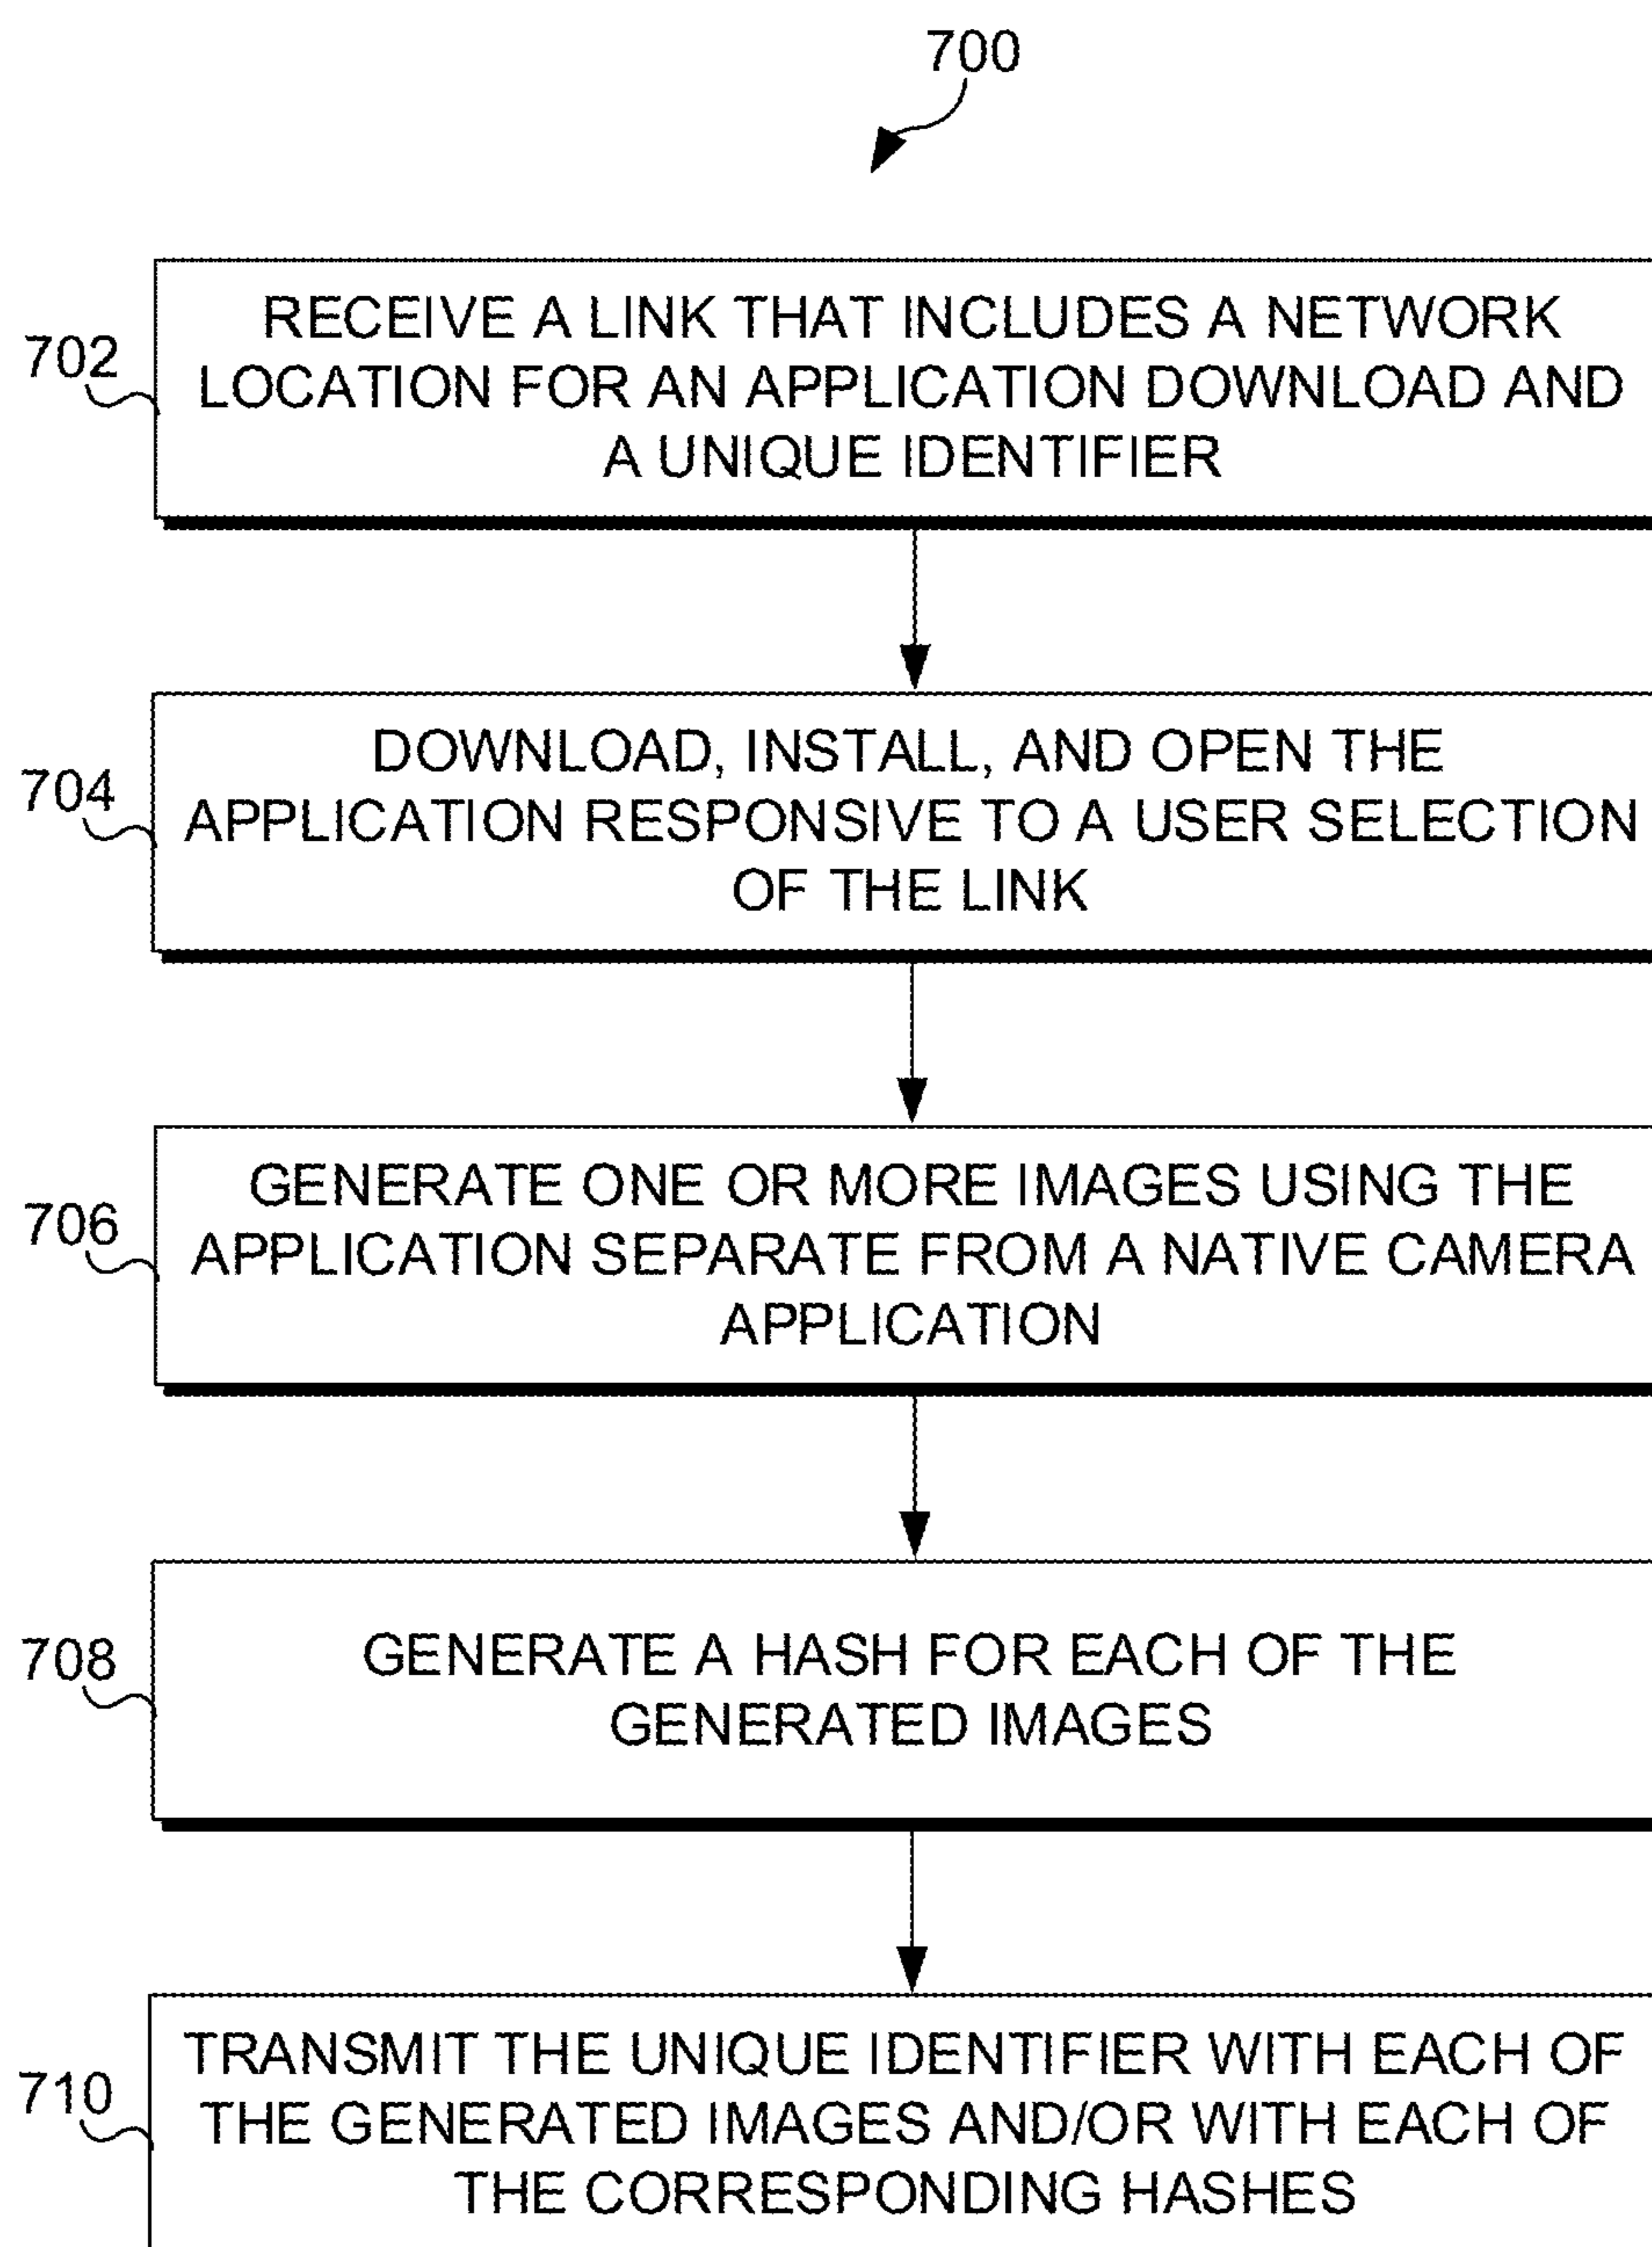 700
702
RECEIVE A LINK THAT INCLUDES A NETWORK
LOCATION FOR AN APPLICATION DOWNLOAD AND
A UNIQUE IDENTIFIER
704
DOWNLOAD, INSTALL, AND OPEN THE
APPLICATION RESPONSIVE TO A USER SELECTION
OF THE LINK
706
GENERATE ONE OR MORE IMAGES USING THE
APPLICATION SEPARATE FROM A NATIVE CAMERA
APPLICATION
708
GENERATE A HASH FOR EACH OF THE
GENERATED IMAGES
710
TRANSMIT THE UNIQUE IDENTIFIER WITH EACH OF
THE GENERATED IMAGES AND/OR WITH EACH OF
THE CORRESPONDING HASHES